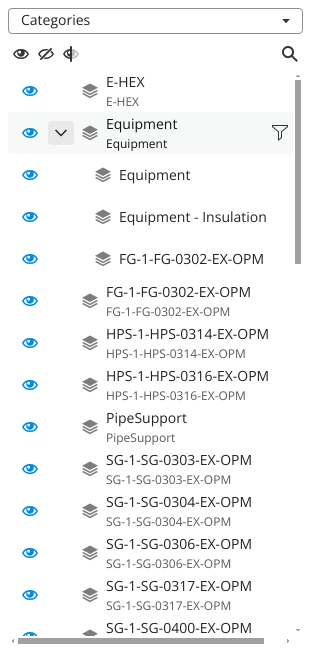 Categories
E-HEX
E-HEX
Equipment
Equipment
Equipment
Equipment - Insulation
FG-1-FG-0302-EX-OPM
FG-1-FG-0302-EX-OPM
FG-1-FG-0302-EX-OPM
HPS-1-HPS-0314-EX-OPM
HPS-1-HPS-0314-EX-OPM
HPS-1-HPS-0316-EX-OPM
HPS-1-HPS-0316-EX-OPM
PipeSupport
PipeSupport
SG-1-SG-0303-EX-OPM
SG-1-SG-0303-EX-OPM
SG-1-SG-0304-EX-OPM
SG-1-SG-0304-EX-OPM
SG-1-SG-0306-EX-OPM
SG-1-SG-0306-EX-OPM
SG-1-SG-0317-EX-OPM
SG-1-SG-0317-EX-OPM
SG-1-SG-0400-EX-OPM